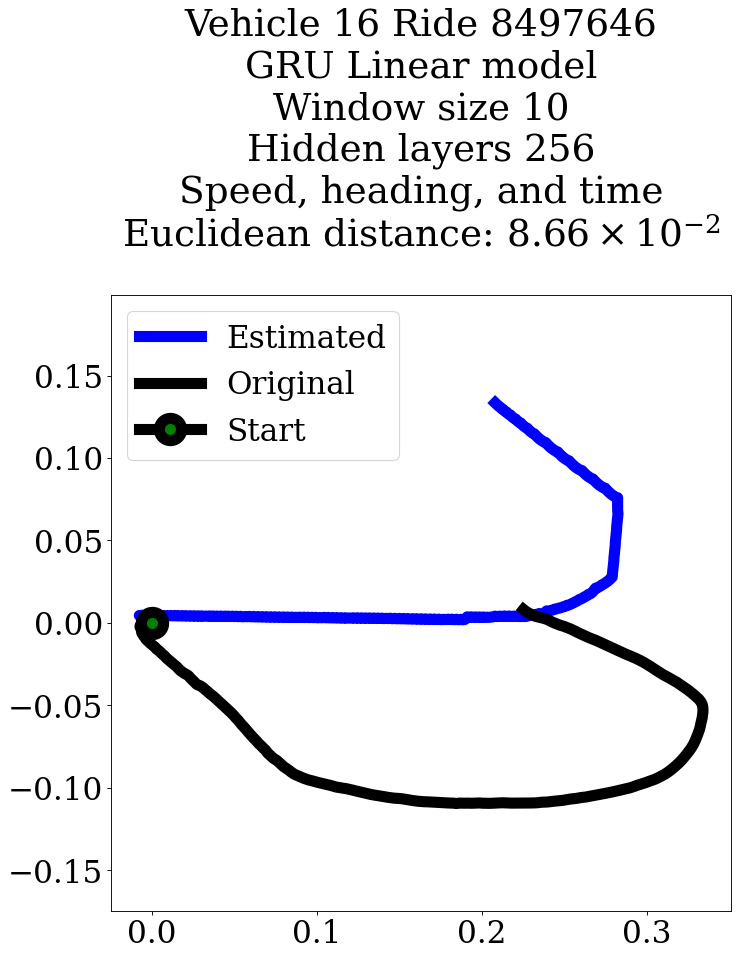 Vehicle 16 Ride 8497646
GRU Linear model
Window size 10
Hidden layers 256
Speed, heading, and time
Euclidean distance: 8.66 × 10⁻²
Estimated
Original
Start
0.15
0.10
0.05
0.00
−0.05
−0.10
−0.15
0.0 0.1 0.2 0.3